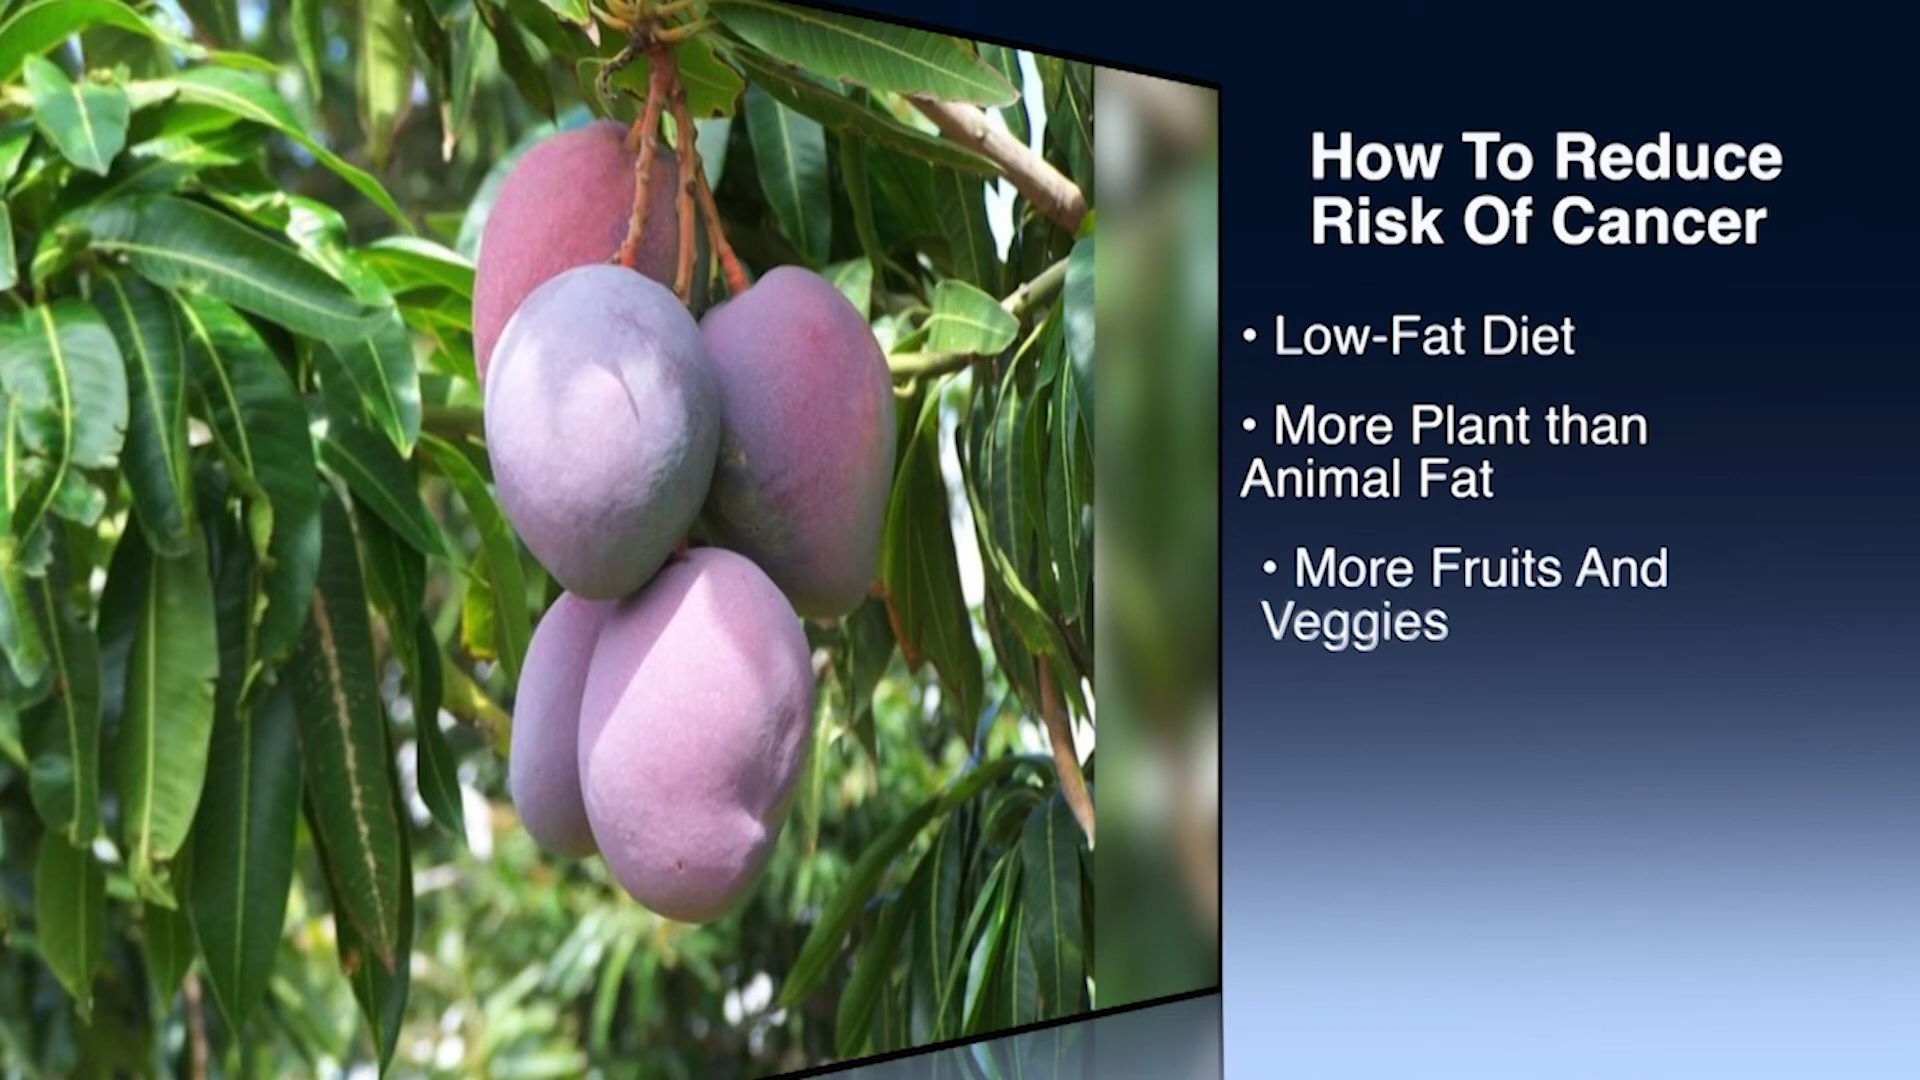 How To Reduce
Risk Of Cancer
• Low-Fat Diet
• More Plant than
Animal Fat
• More Fruits And
Veggies